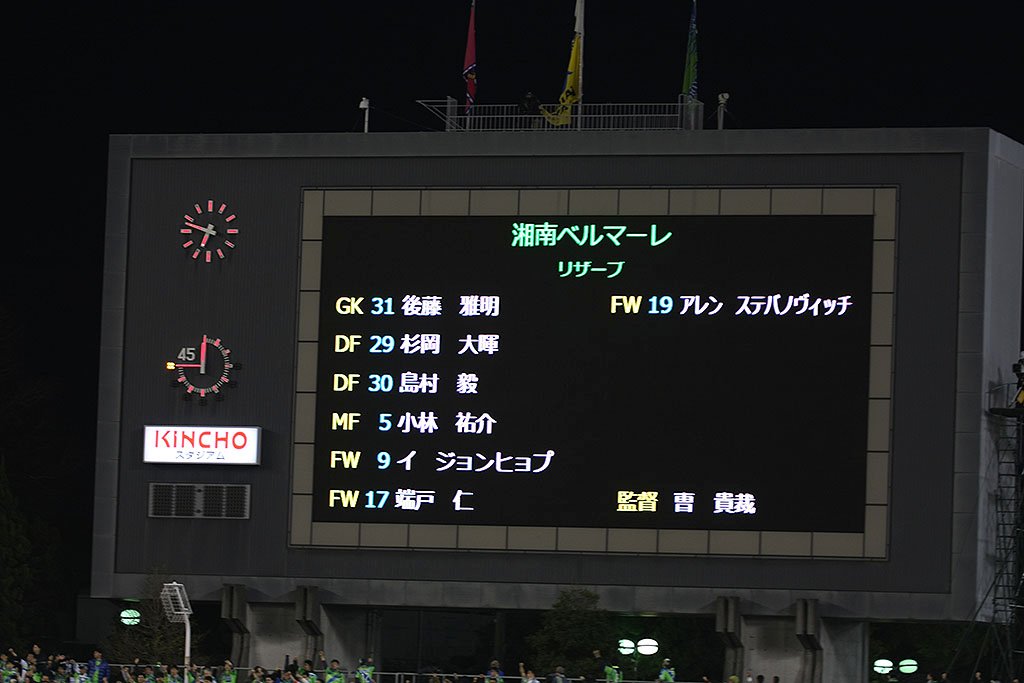 湘南ベルマーレ
リザーブ
GK 31 後藤 雅明
FW 19 アレン ステバノヴィッチ
DF 29 杉岡 大暉
DF 30 島村 毅
MF 5 小林 祐介
FW 9 イ ジョンヒョプ
FW 17 端戸 仁
監督 曺 貴裁
45
KiNCHO
スタジアム